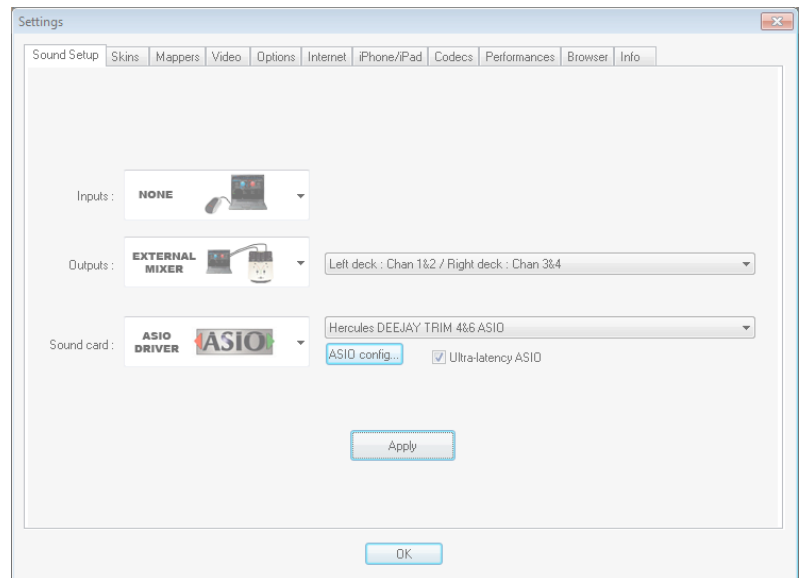 Settings
Sound Setup Skins Mappers Video Options Internet iPhone/iPad Codecs Performances Browser Info
Inputs : NONE
Outputs : EXTERNAL MIXER Left deck : Chan 1&2 / Right deck : Chan 3&4
Sound card : ASIO DRIVER ASIO Hercules DEEJAY TRIM 4&6 ASIO
ASIO config... Ultra-latency ASIO
Apply
OK